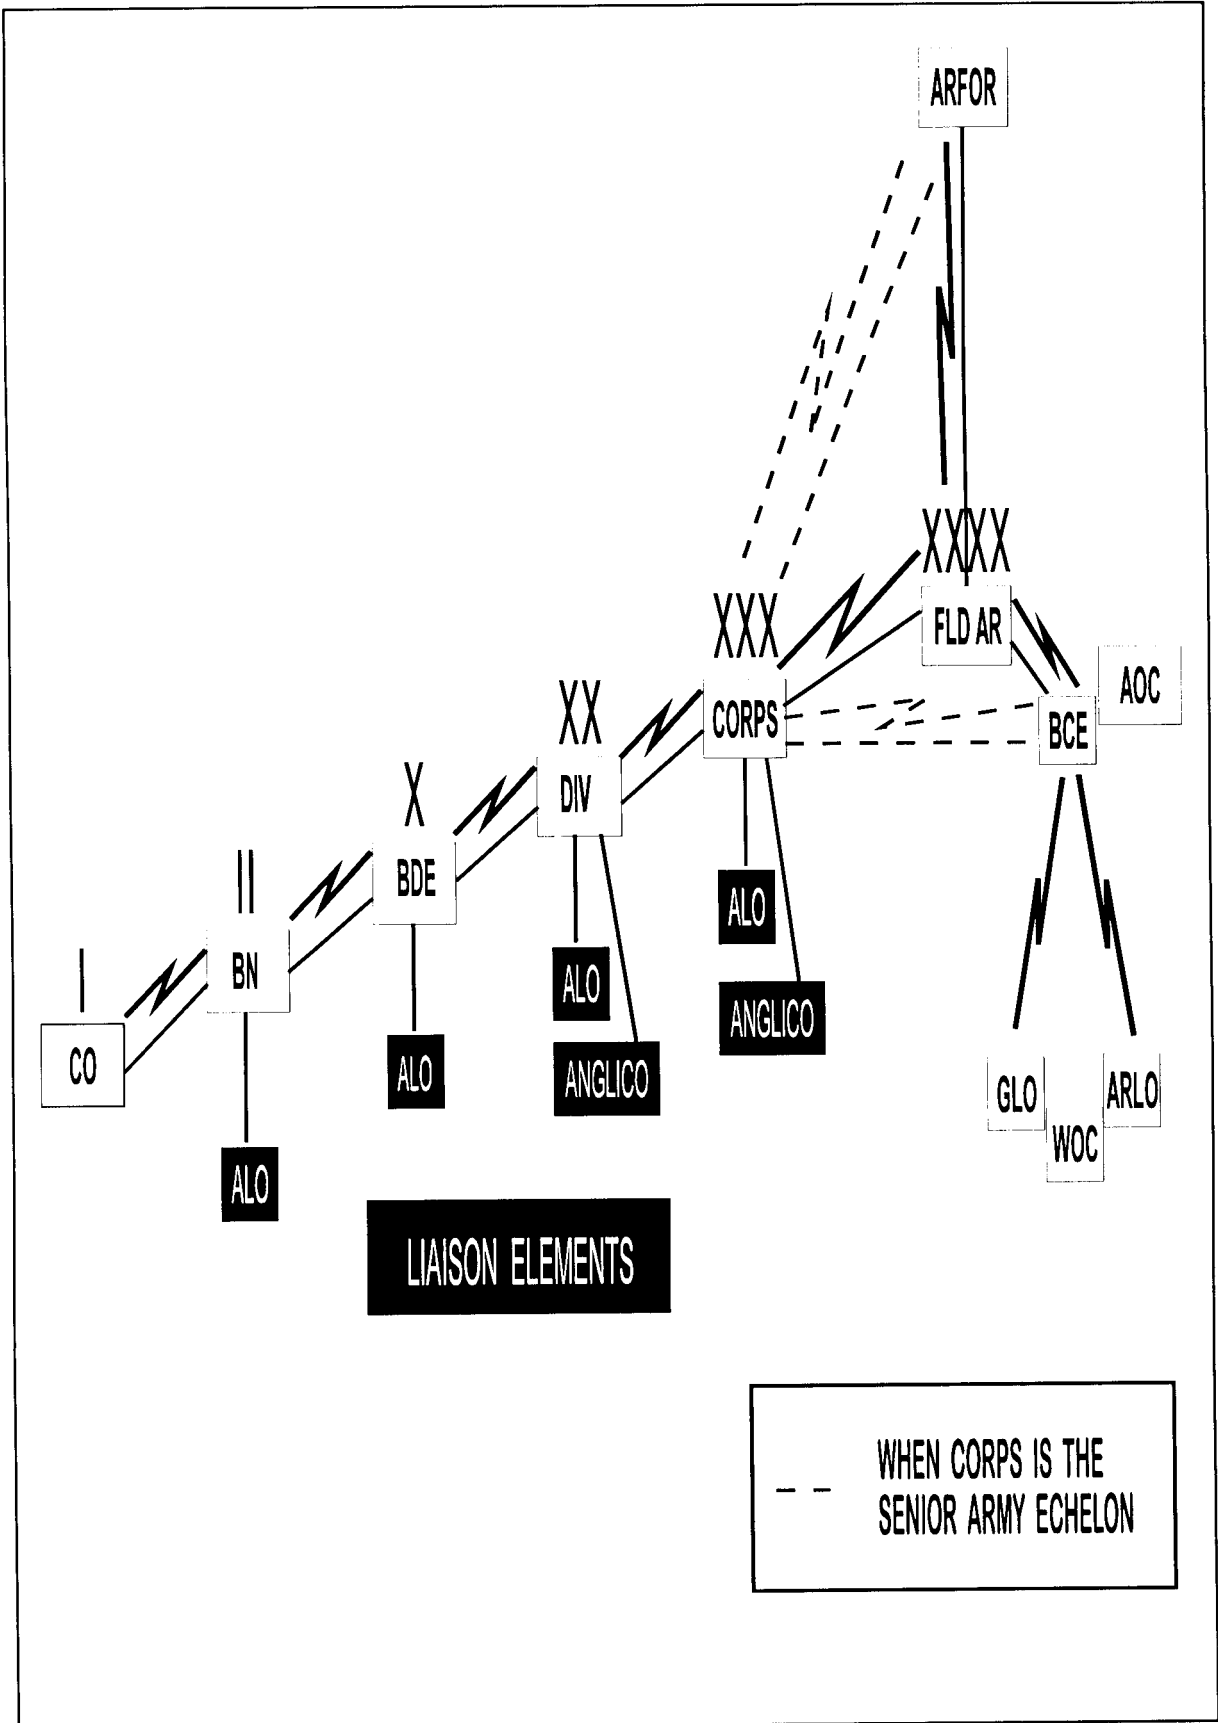 ARFOR
XXXX
FLD AR
XXX
CORPS
AOC
BCE
XX
DIV
X
BDE
II
BN
I
CO
ALO
ANGLICO
ALO
ANGLICO
ALO
ALO
GLO
ARLO
WOC
LIAISON ELEMENTS
WHEN CORPS IS THE
SENIOR ARMY ECHELON